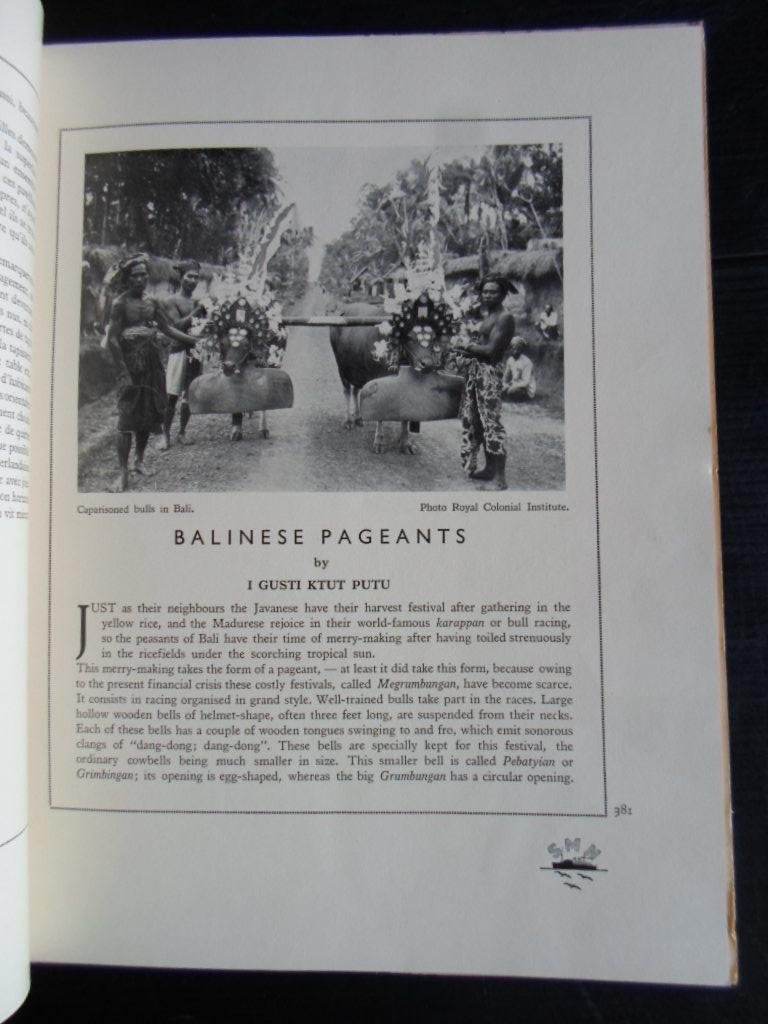 Caparisoned bulls in Bali.
Photo Royal Colonial Institute.
BALINESE PAGEANTS
by
I GUSTI KTUT PUTU
JUST as their neighbours the Javanese have their harvest festival after gathering in the
yellow rice, and the Madurese rejoice in their world-famous karappan or bull racing,
so the peasants of Bali have their time of merry-making after having toiled strenuously
in the ricefields under the scorching tropical sun.
This merry-making takes the form of a pageant, — at least it did take this form, because owing
to the present financial crisis these costly festivals, called Megrumbungan, have become scarce.
It consists in racing organised in grand style. Well-trained bulls take part in the races. Large
hollow wooden bells of helmet-shape, often three feet long, are suspended from their necks.
Each of these bells has a couple of wooden tongues swinging to and fro, which emit sonorous
clangs of “dang-dong; dang-dong”. These bells are specially kept for this festival, the
ordinary cowbells being much smaller in size. This smaller bell is called Pebatyian or
Grimbingan; its opening is egg-shaped, whereas the big Grumbungan has a circular opening.
381
SMN